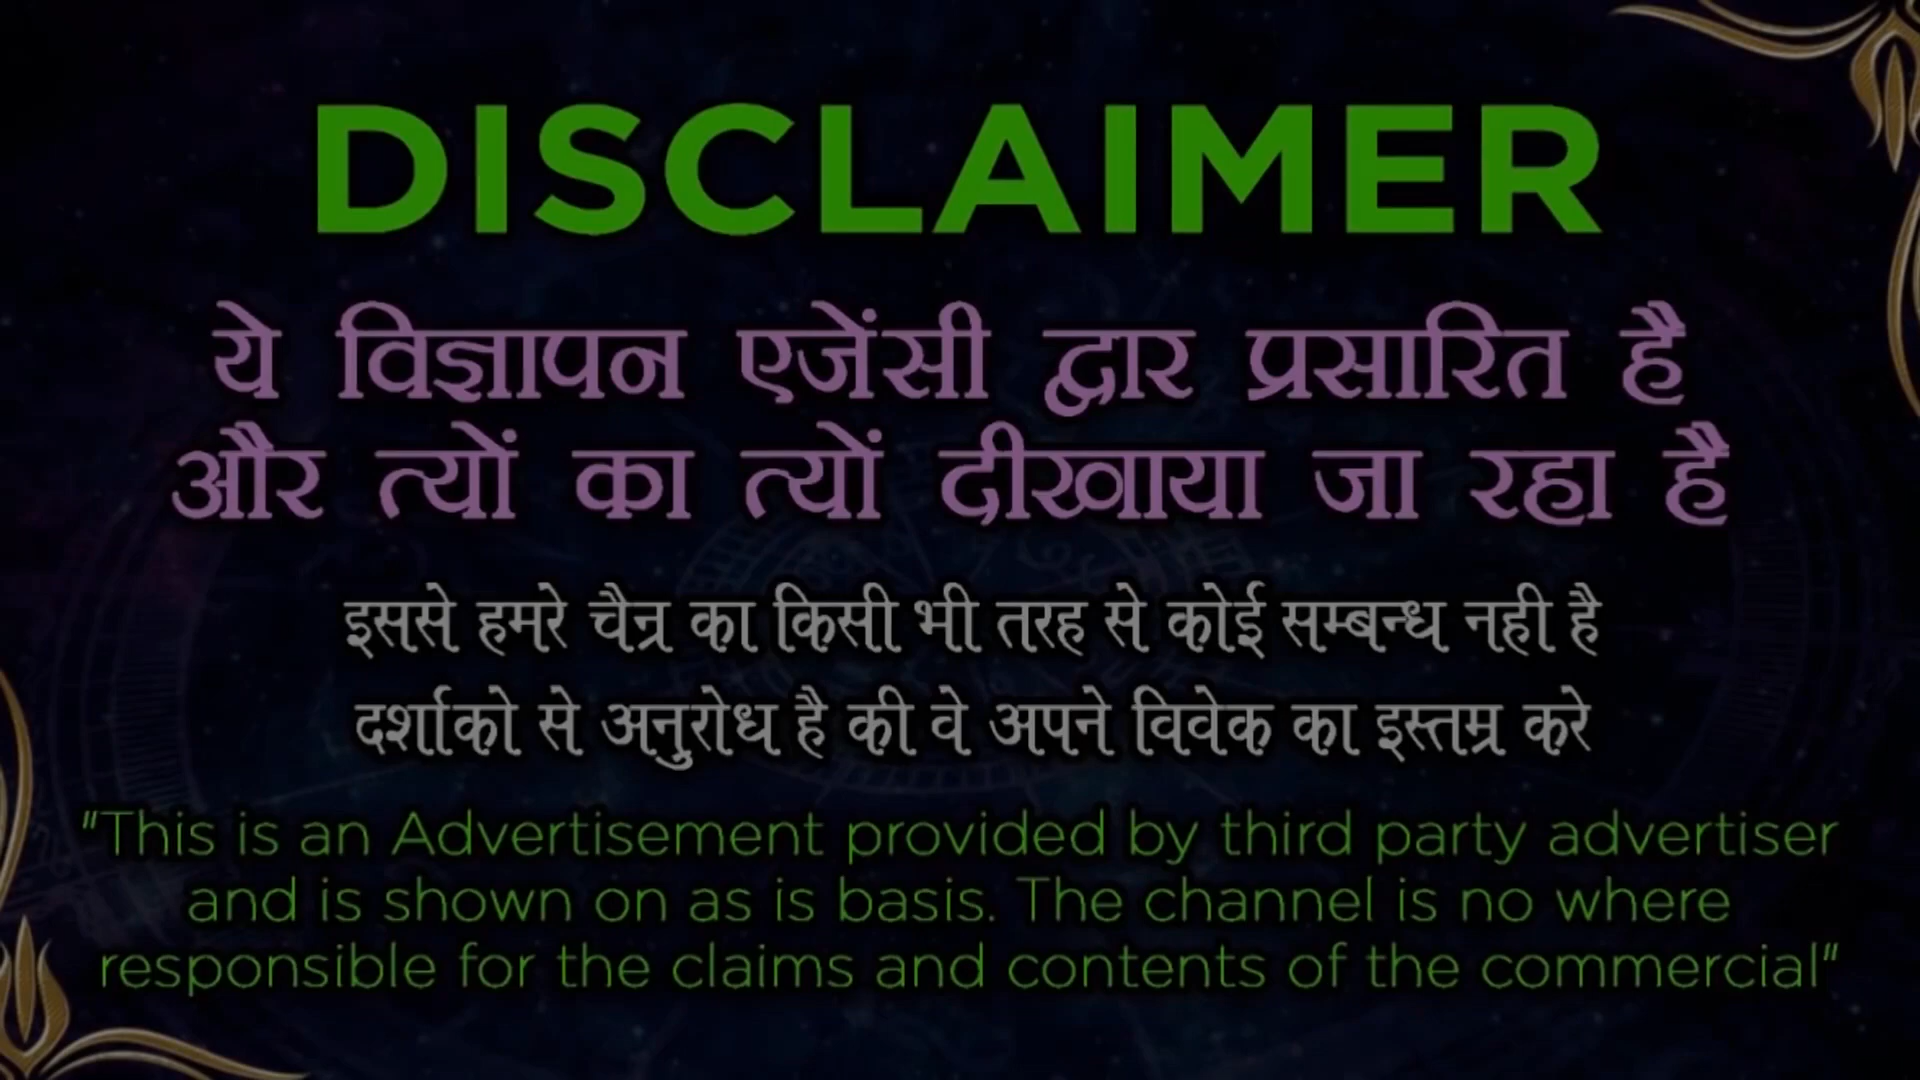 DISCLAIMER
ये विज्ञापन एजेंसी द्वार प्रसारित है
और त्यों का त्यों दीखाया जा रहा है
इससे हमरे चैन्र का किसी भी तरह से कोई सम्बन्ध नही है
दर्शाको से अनुरोध है की वे अपने विवेक का इस्तम्र करे
"This is an Advertisement provided by third party advertiser
and is shown on as is basis. The channel is no where
responsible for the claims and contents of the commercial"